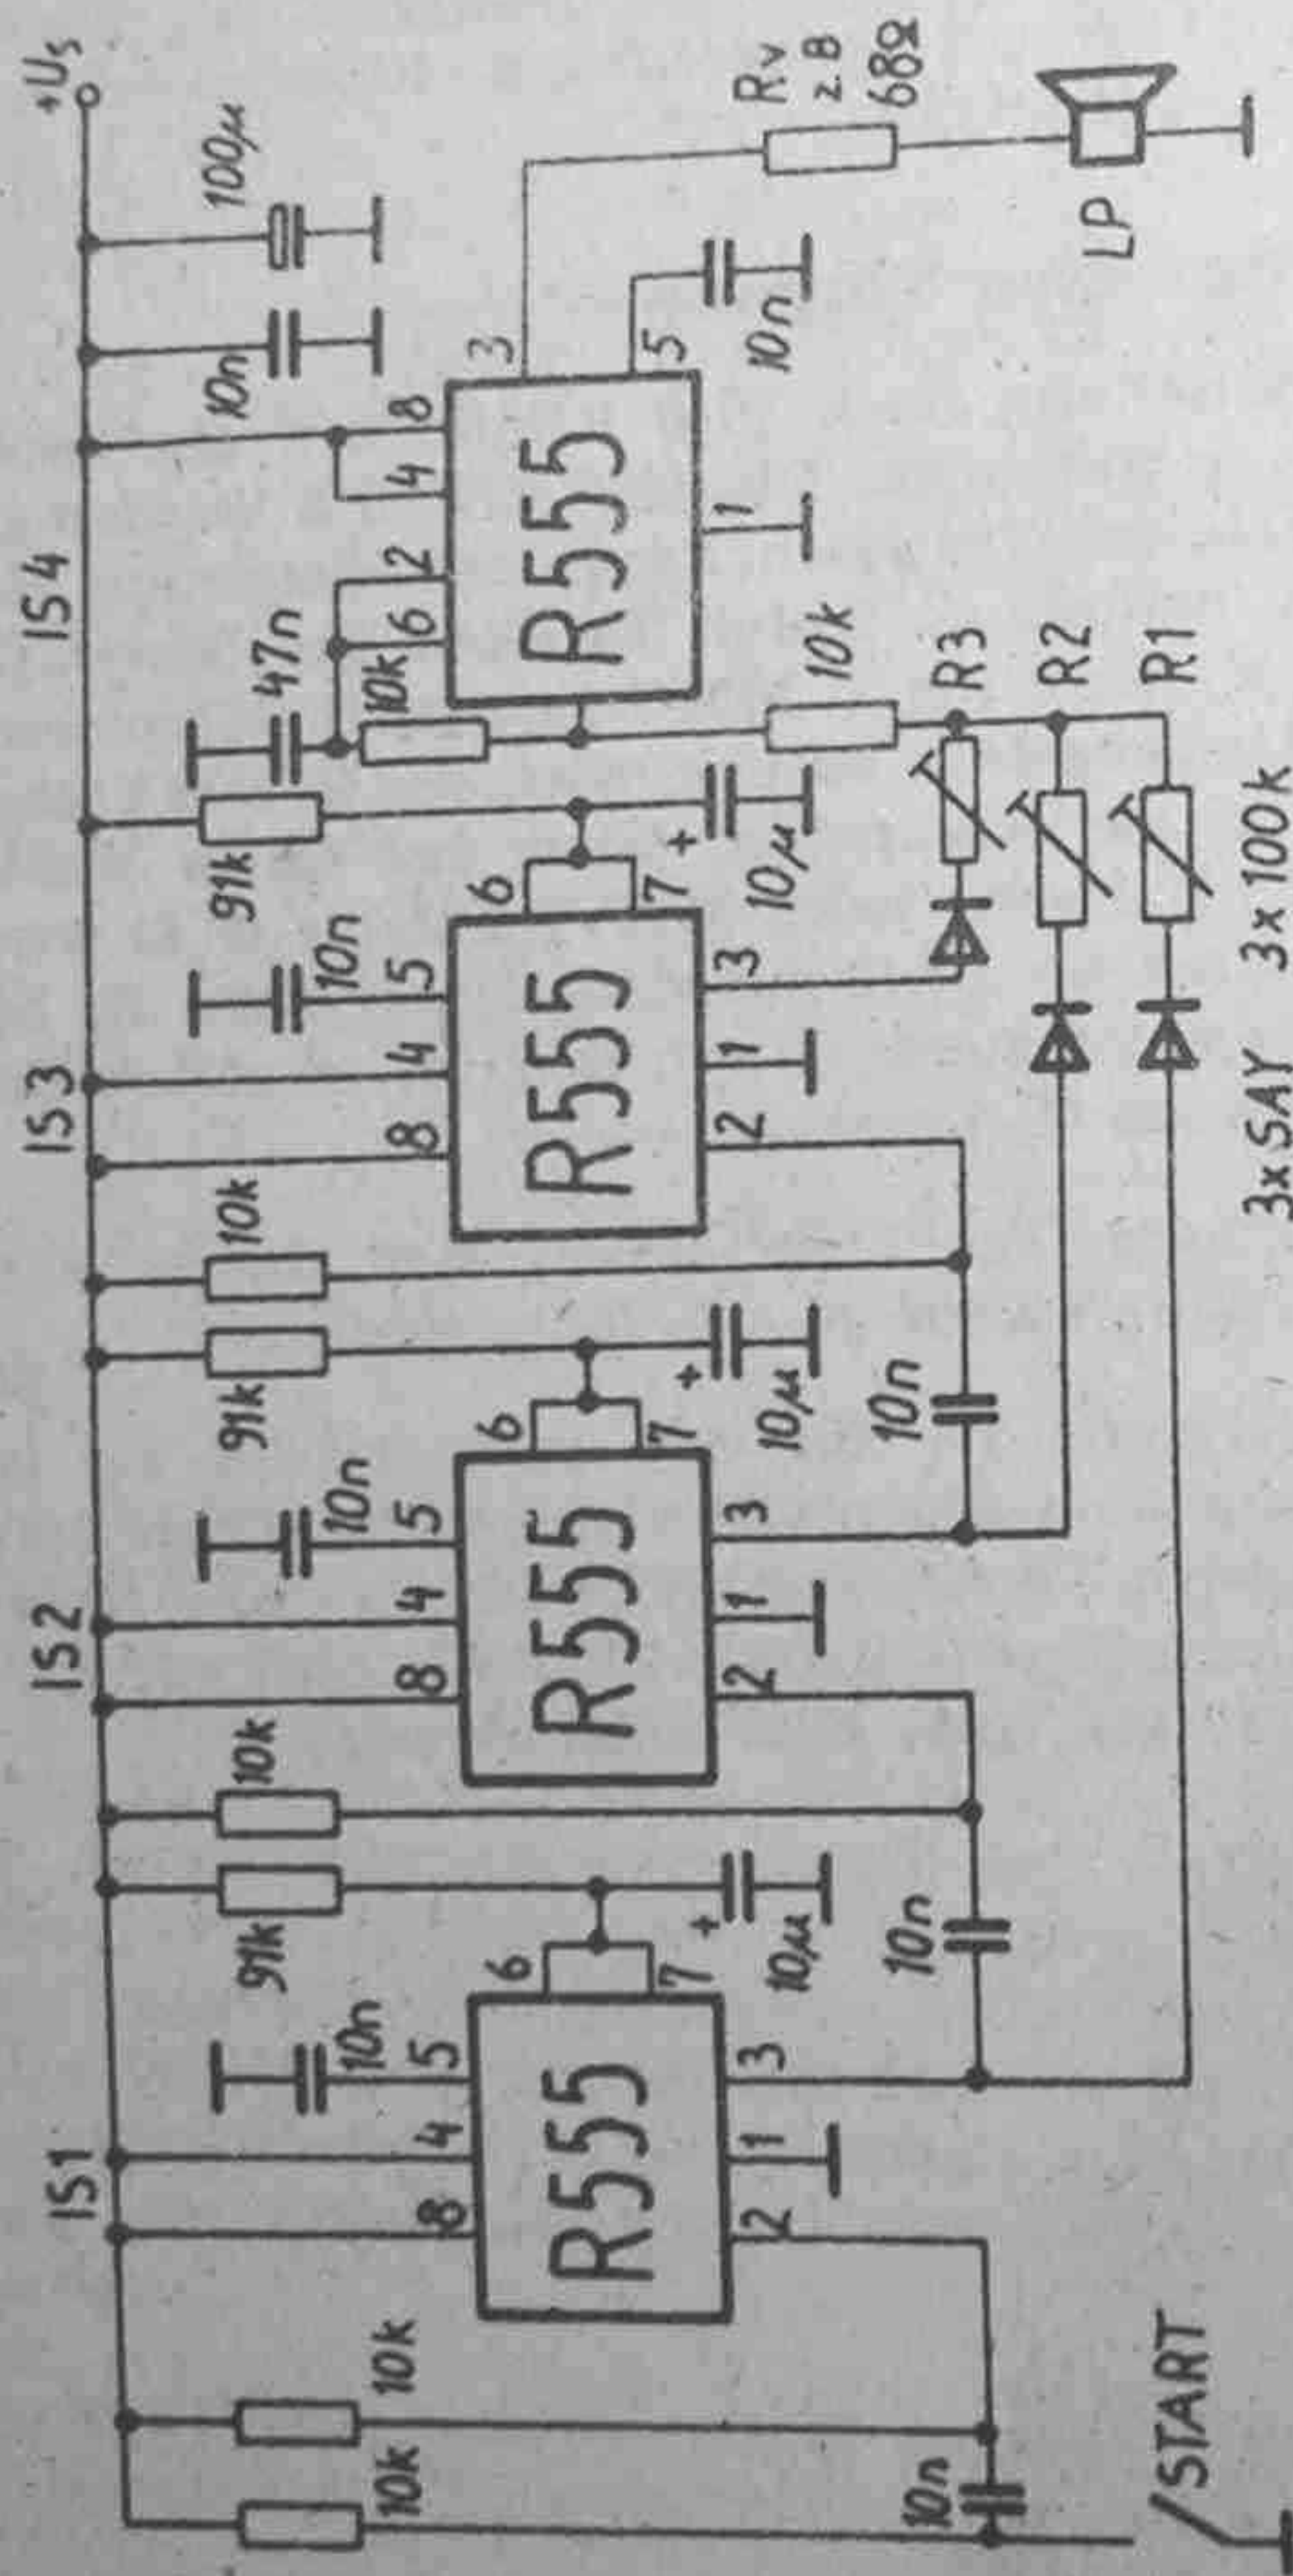 IS1 IS2 IS3 IS4 +Us
91k 10k 91k 10k 91k 47n 10n 100µ
10k 10k 10n 10n 10n 10k
8 4 5 8 4 5 8 4 5 6 2 4 8
6 6 6 3
R555 R555 R555 R555
7 7 7 5
2 1 3 2 1 3 2 1 3 1
+ + +
10µ 10µ 10µ 10n
Rv
z.B
68Ω
10k
10n 10n 10n
R3
R2
LP
R1
START
3x SAY 3x 100k